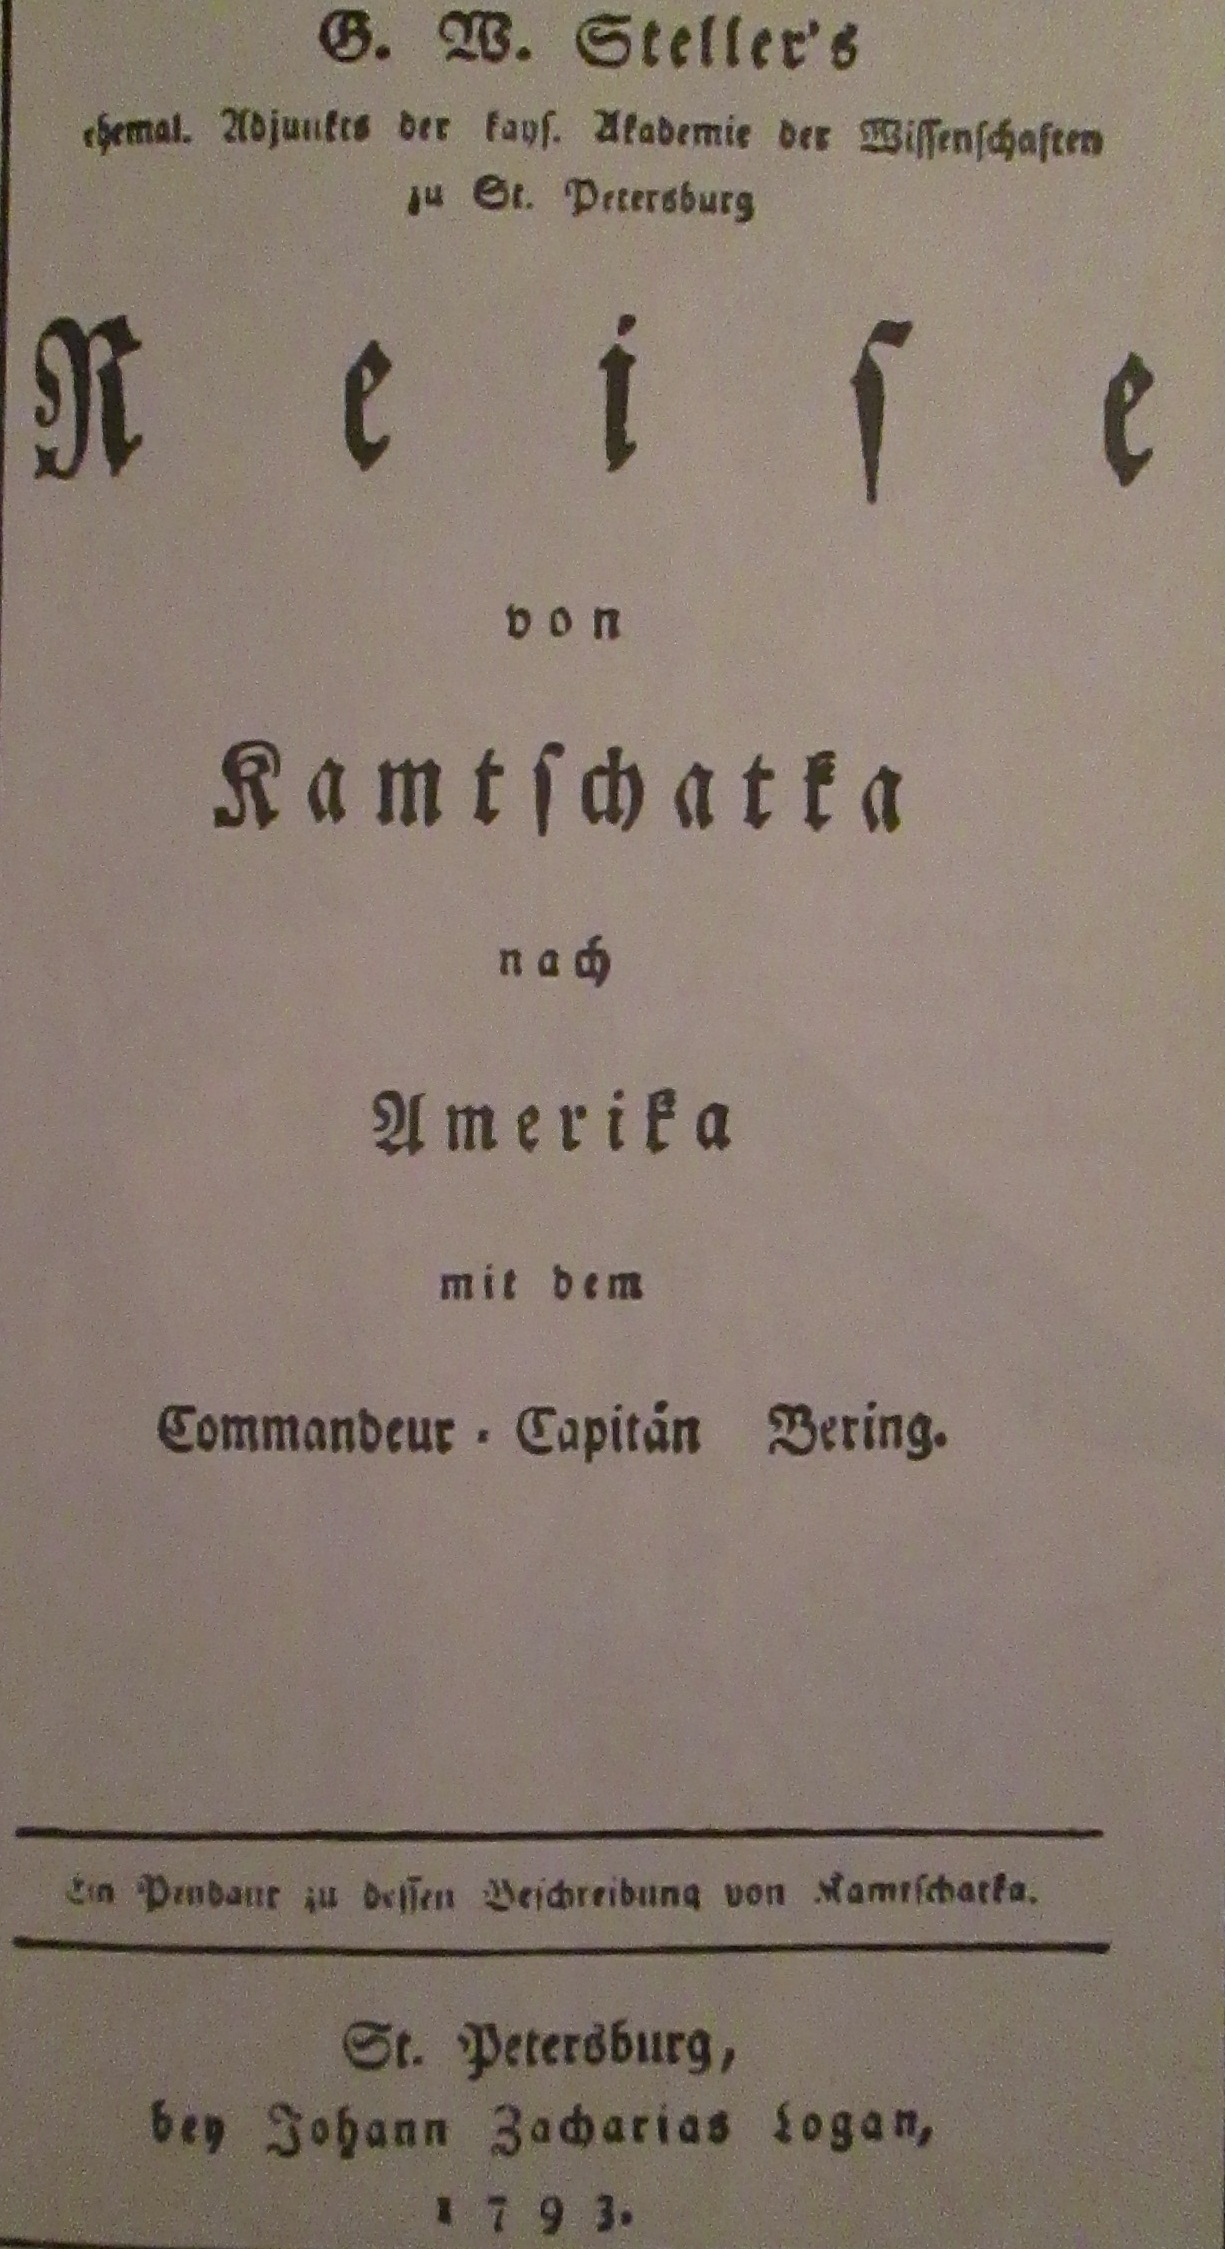 G. W. Steller's
ehemal. Adjunkts der kays. Akademie der Wissenschaften
zu St. Petersburg
Reise
von
Kamtschatka
nach
Amerika
mit dem
Commandeur-Capitän Bering.
Ein Pendant zu dessen Beschreibung von Kamtschatka.
St. Petersburg,
bey Johann Zacharias Logan,
1793.